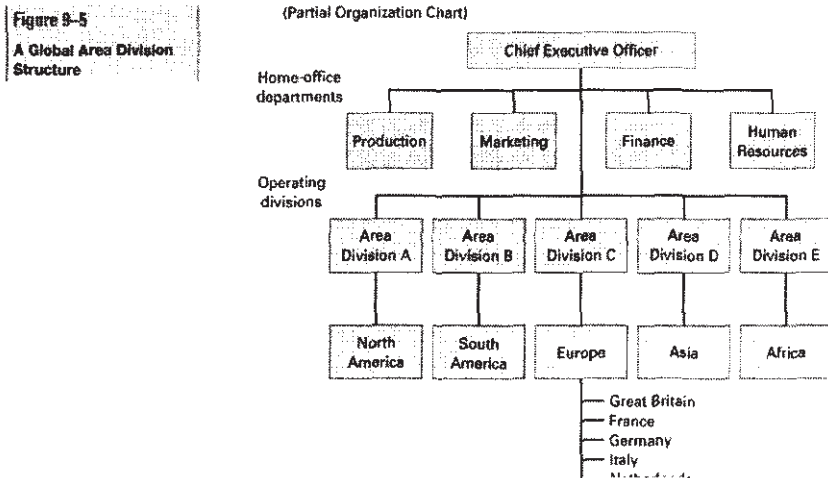 Figure 9–5
A Global Area Division
Structure
(Partial Organization Chart)
Chief Executive Officer
Home-office
departments
Production
Marketing
Finance
Human
Resources
Operating
divisions
Area
Division A
Area
Division B
Area
Division C
Area
Division D
Area
Division E
North
America
South
America
Europe
Asia
Africa
Great Britain
France
Germany
Italy